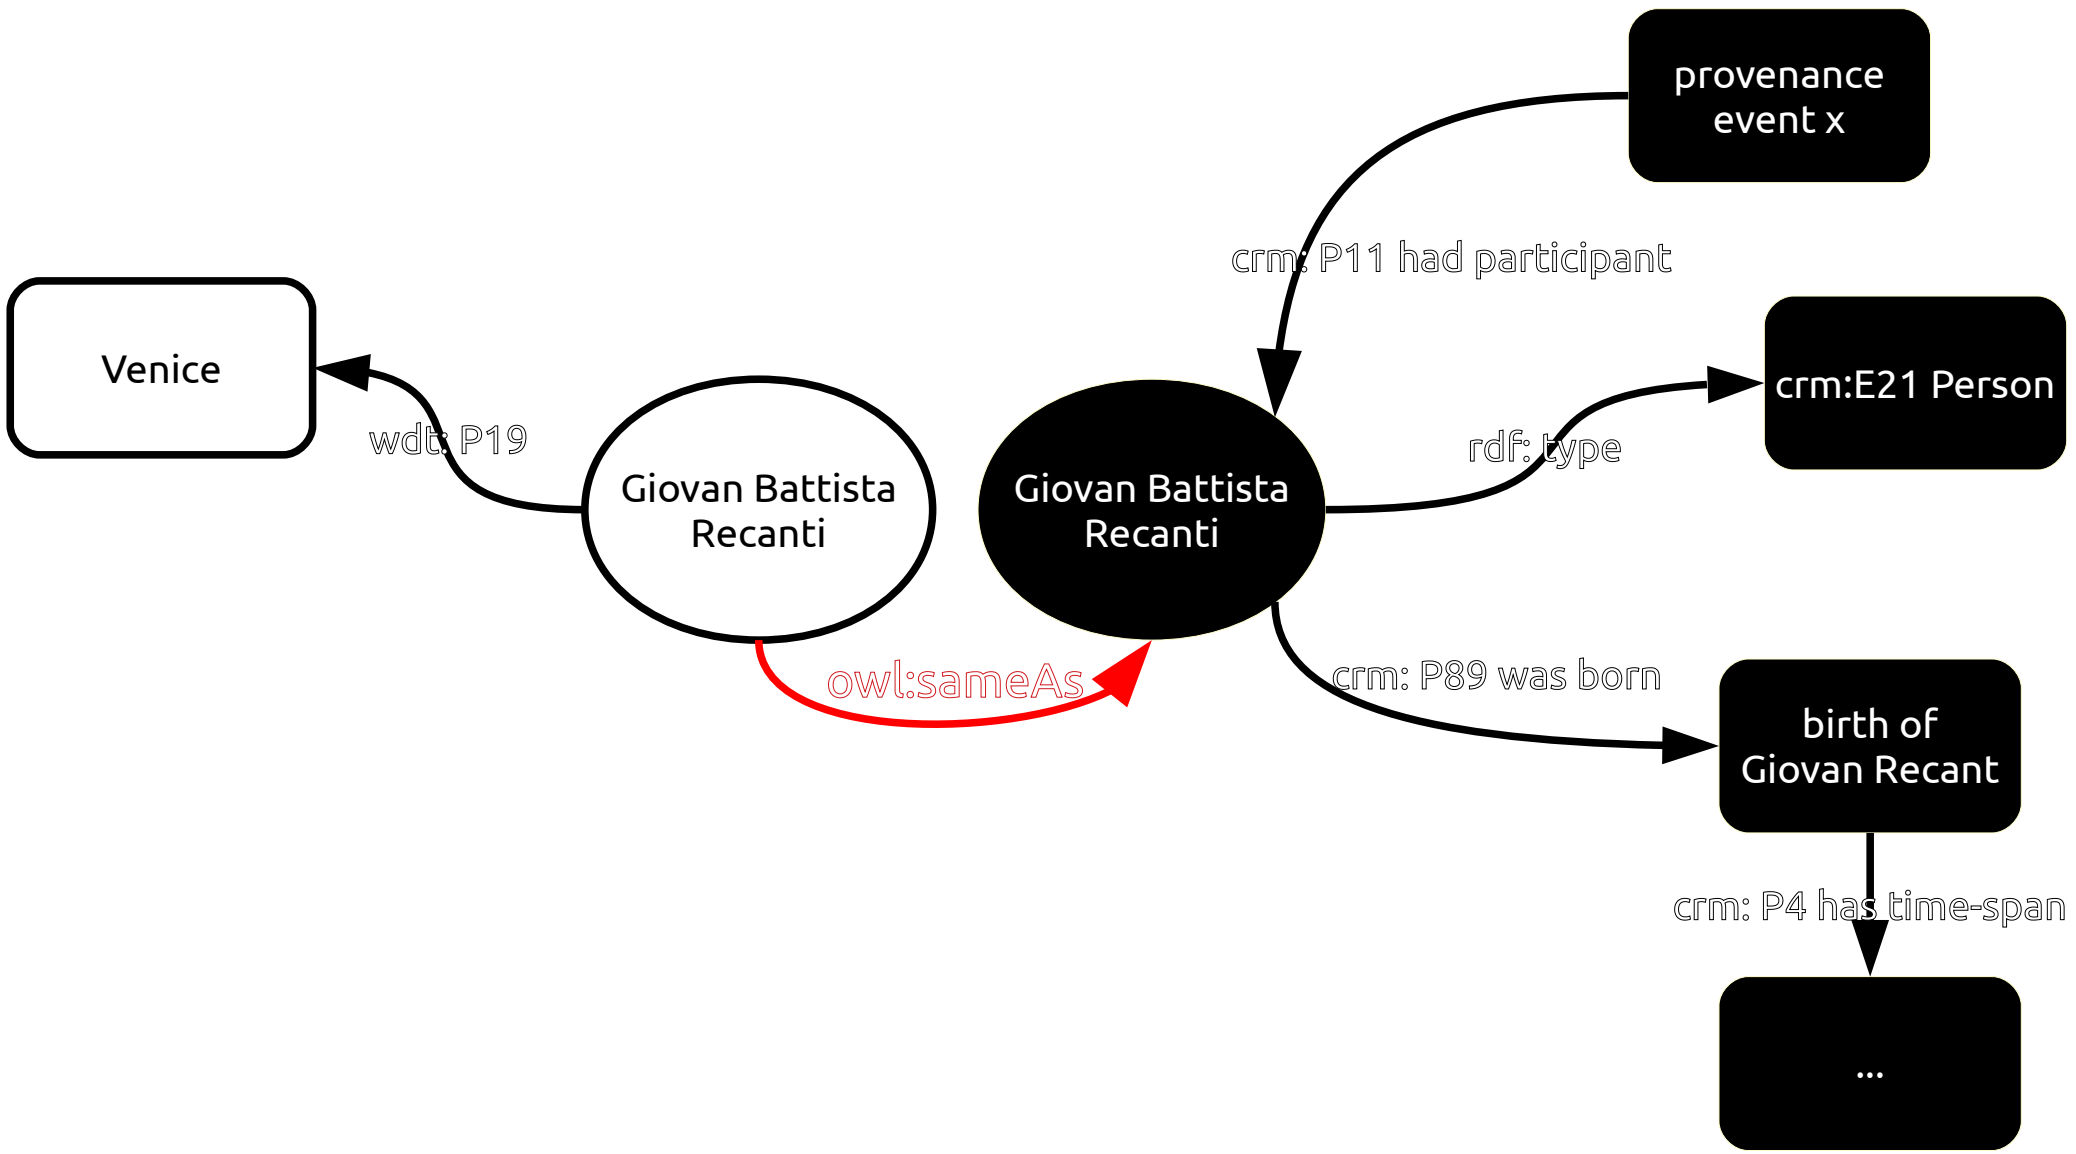 provenance
event x
crm: P11 had participant
Venice
crm:E21 Person
wdt: P19
rdf: type
Giovan Battista
Recanti
Giovan Battista
Recanti
owl:sameAs
crm: P89 was born
birth of
Giovan Recant
crm: P4 has time-span
...